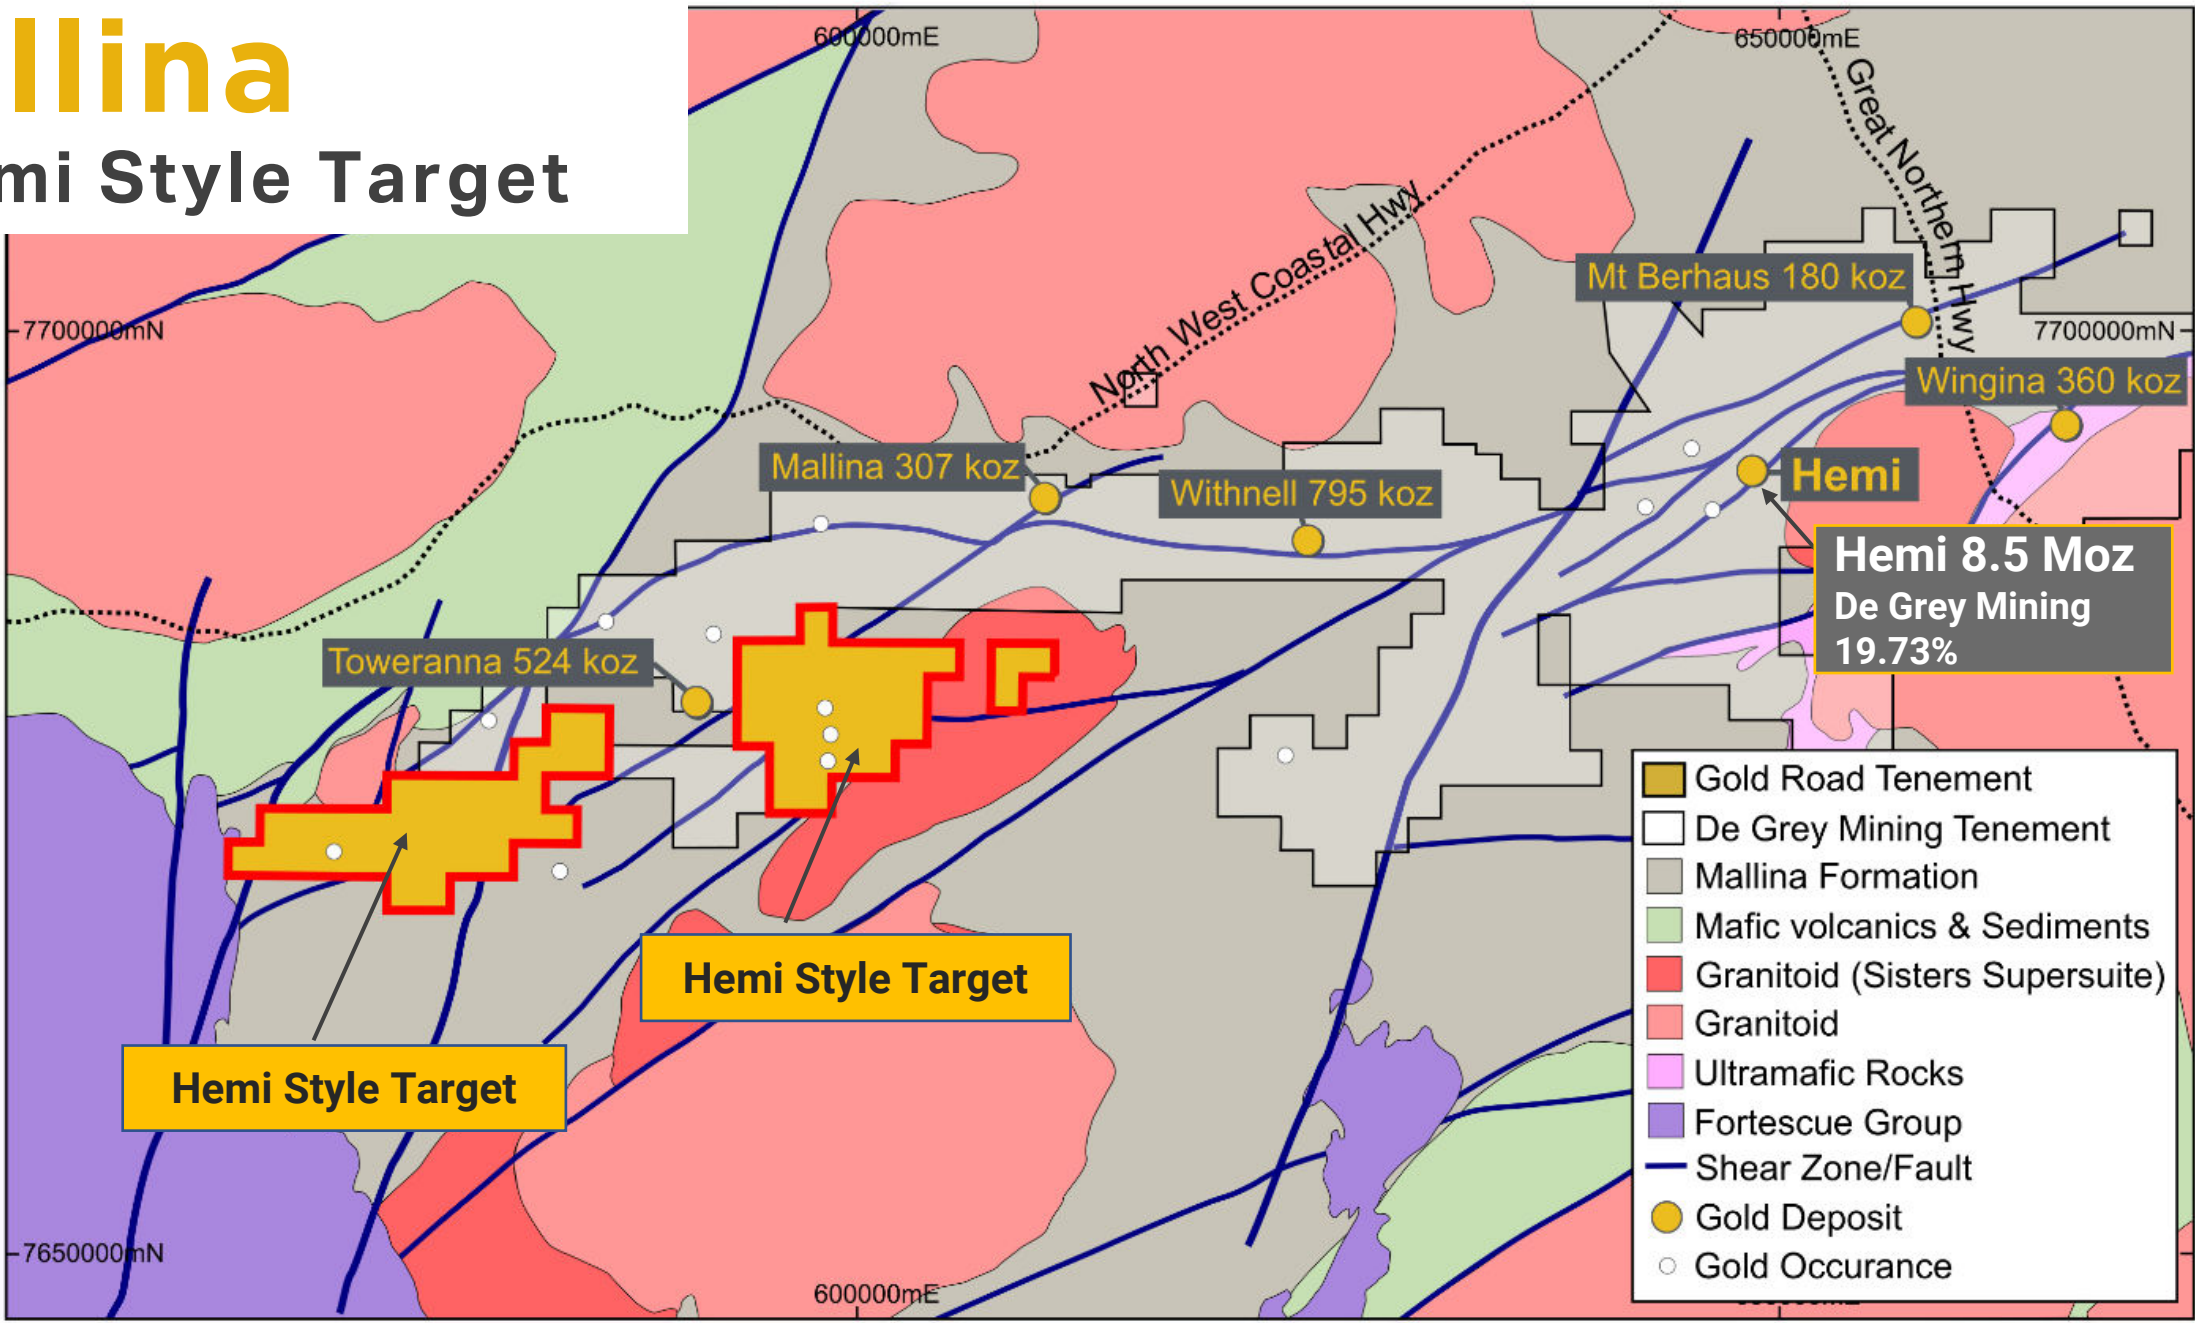 llina
mi Style Target
600000mE
650000mE
Great Northern Hwy
North West Coastal Hwy
Mt Berhaus 180 koz
7700000mN
7700000mN
Wingina 360 koz
Mallina 307 koz
Withnell 795 koz
Hemi
Hemi 8.5 Moz
De Grey Mining
19.73%
Toweranna 524 koz
Hemi Style Target
Hemi Style Target
Gold Road Tenement
De Grey Mining Tenement
Mallina Formation
Mafic volcanics & Sediments
Granitoid (Sisters Supersuite)
Granitoid
Ultramafic Rocks
Fortescue Group
Shear Zone/Fault
Gold Deposit
Gold Occurance
7650000mN
600000mE